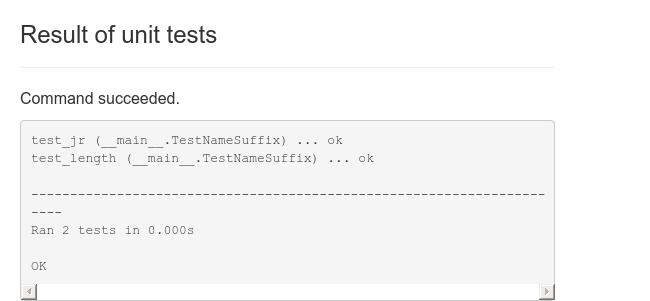 Result of unit tests
Command succeeded.
test_jr (__main__.TestNameSuffix) ... ok
test_length (__main__.TestNameSuffix) ... ok
------------------------------------------------------------------
----
Ran 2 tests in 0.000s
OK